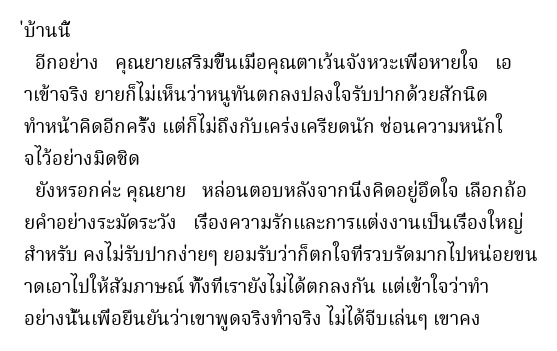 ่บ้านนี้
อีกอย่าง คุณยายเสริมขึ้นเมื่อคุณตาเว้นจังหวะเพื่อหายใจ เอ
าเข้าจริง ยายก็ไม่เห็นว่าหนูทันตกลงปลงใจรับปากด้วยสักนิด
ทำหน้าคิดอีกครั้ง แต่ก็ไม่ถึงกับเคร่งเครียดนัก ซ่อนความหนักใ
จไว้อย่างมิดชิด
ยังหรอกค่ะ คุณยาย หล่อนตอบหลังจากนิ่งคิดอยู่อึดใจ เลือกถ้อ
ยคำอย่างระมัดระวัง เรื่องความรักและการแต่งงานเป็นเรื่องใหญ่
สำหรับ คงไม่รับปากง่ายๆ ยอมรับว่าก็ตกใจที่รวบรัดมากไปหน่อยขน
าดเอาไปให้สัมภาษณ์ ทั้งที่เรายังไม่ได้ตกลงกัน แต่เข้าใจว่าทำ
อย่างนั้นเพื่อยืนยันว่าเขาพูดจริงทำจริง ไม่ได้จีบเล่นๆ เขาคง